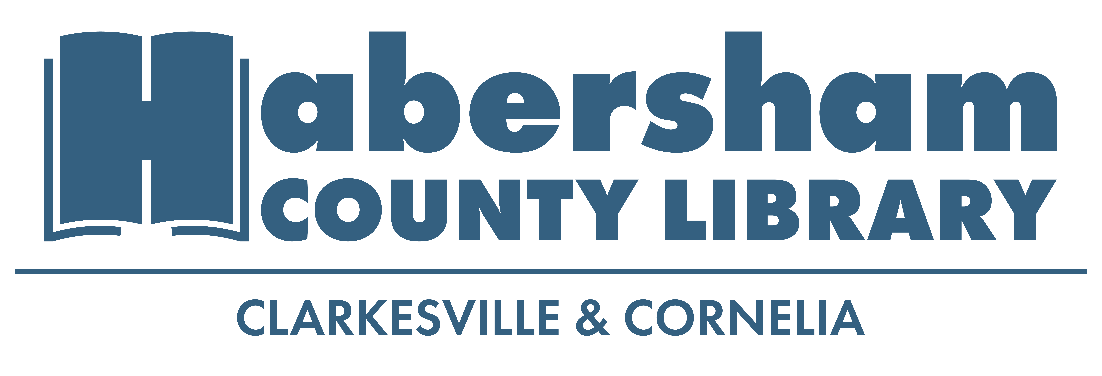 Habersham
COUNTY LIBRARY
CLARKESVILLE & CORNELIA